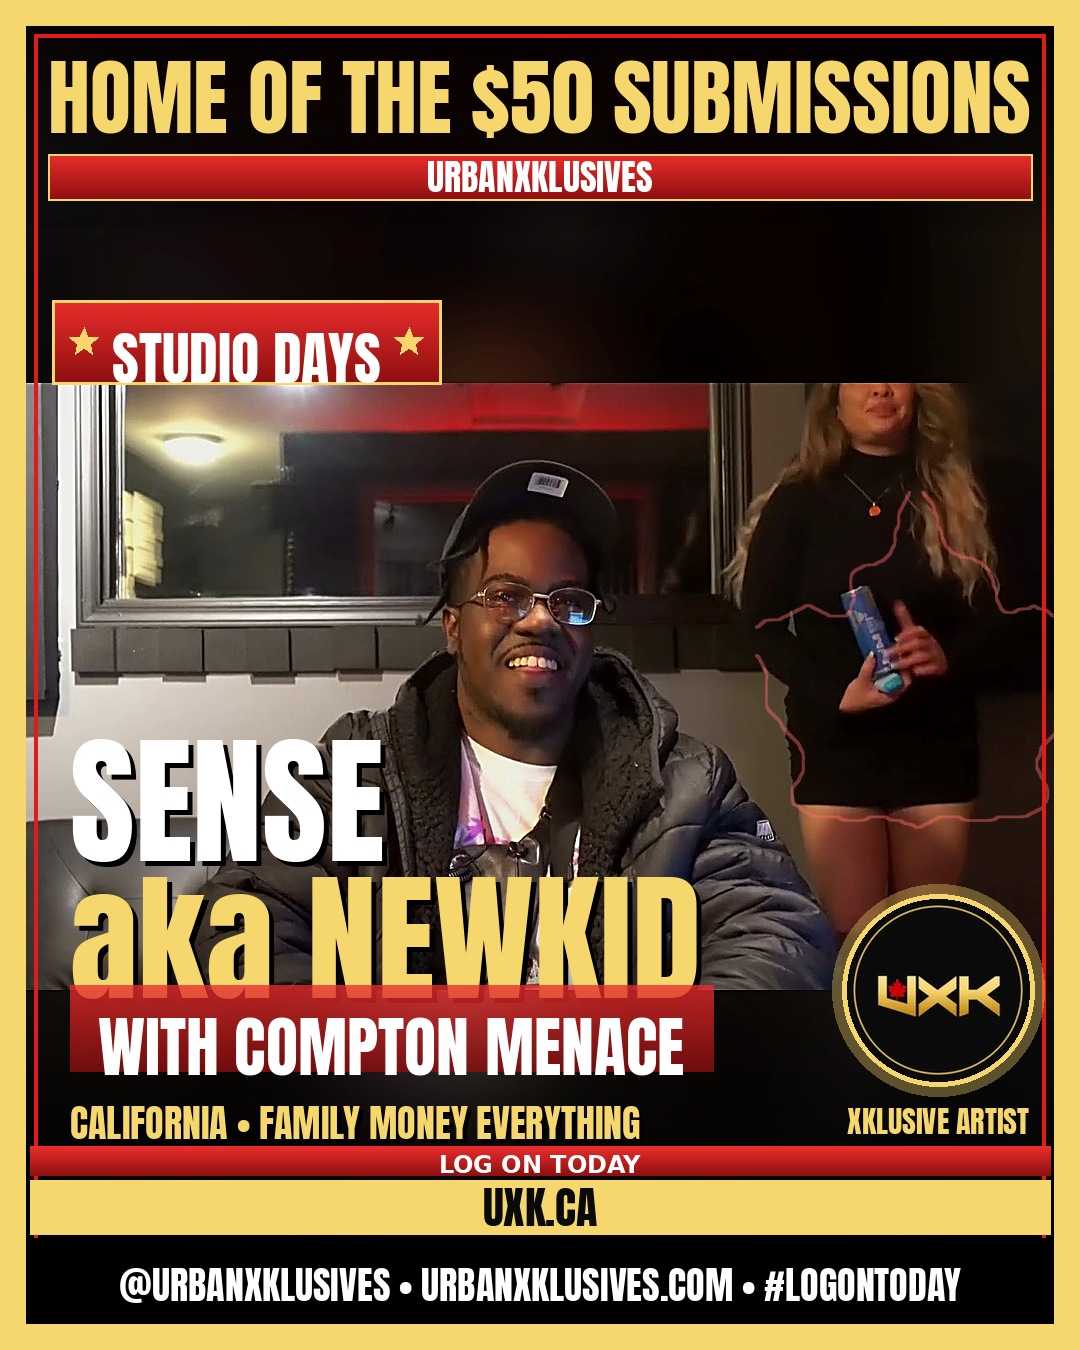 HOME OF THE $50 SUBMISSIONS
URBANXKLUSIVES
STUDIO DAYS
SENSE
aka NEWKID
WITH COMPTON MENACE
UXK
CALIFORNIA • FAMILY MONEY EVERYTHING
XKLUSIVE ARTIST
LOG ON TODAY
UXK.CA
@URBANXKLUSIVES • URBANXKLUSIVES.COM • #LOGONTODAY